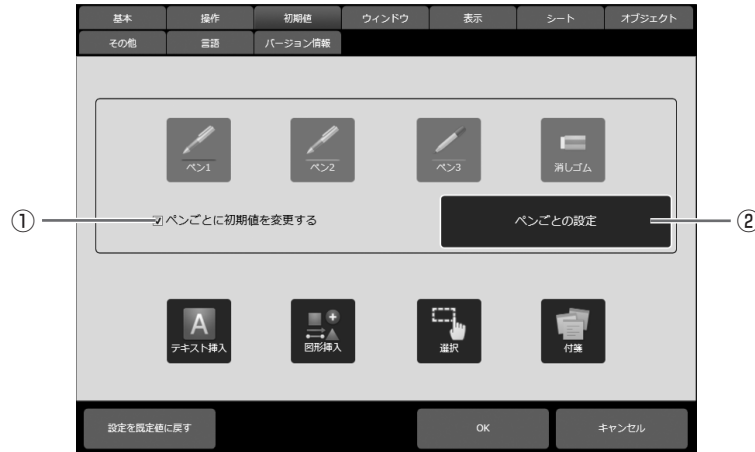 基本 操作 初期値 ウィンドウ 表示 シート オブジェクト
その他 言語 バージョン情報
ペン1 ペン2 ペン3 消しゴム
① ペンごとに初期値を変更する ペンごとの設定 ②
A
テキスト挿入 図形挿入 選択 付箋
設定を既定値に戻す OK キャンセル